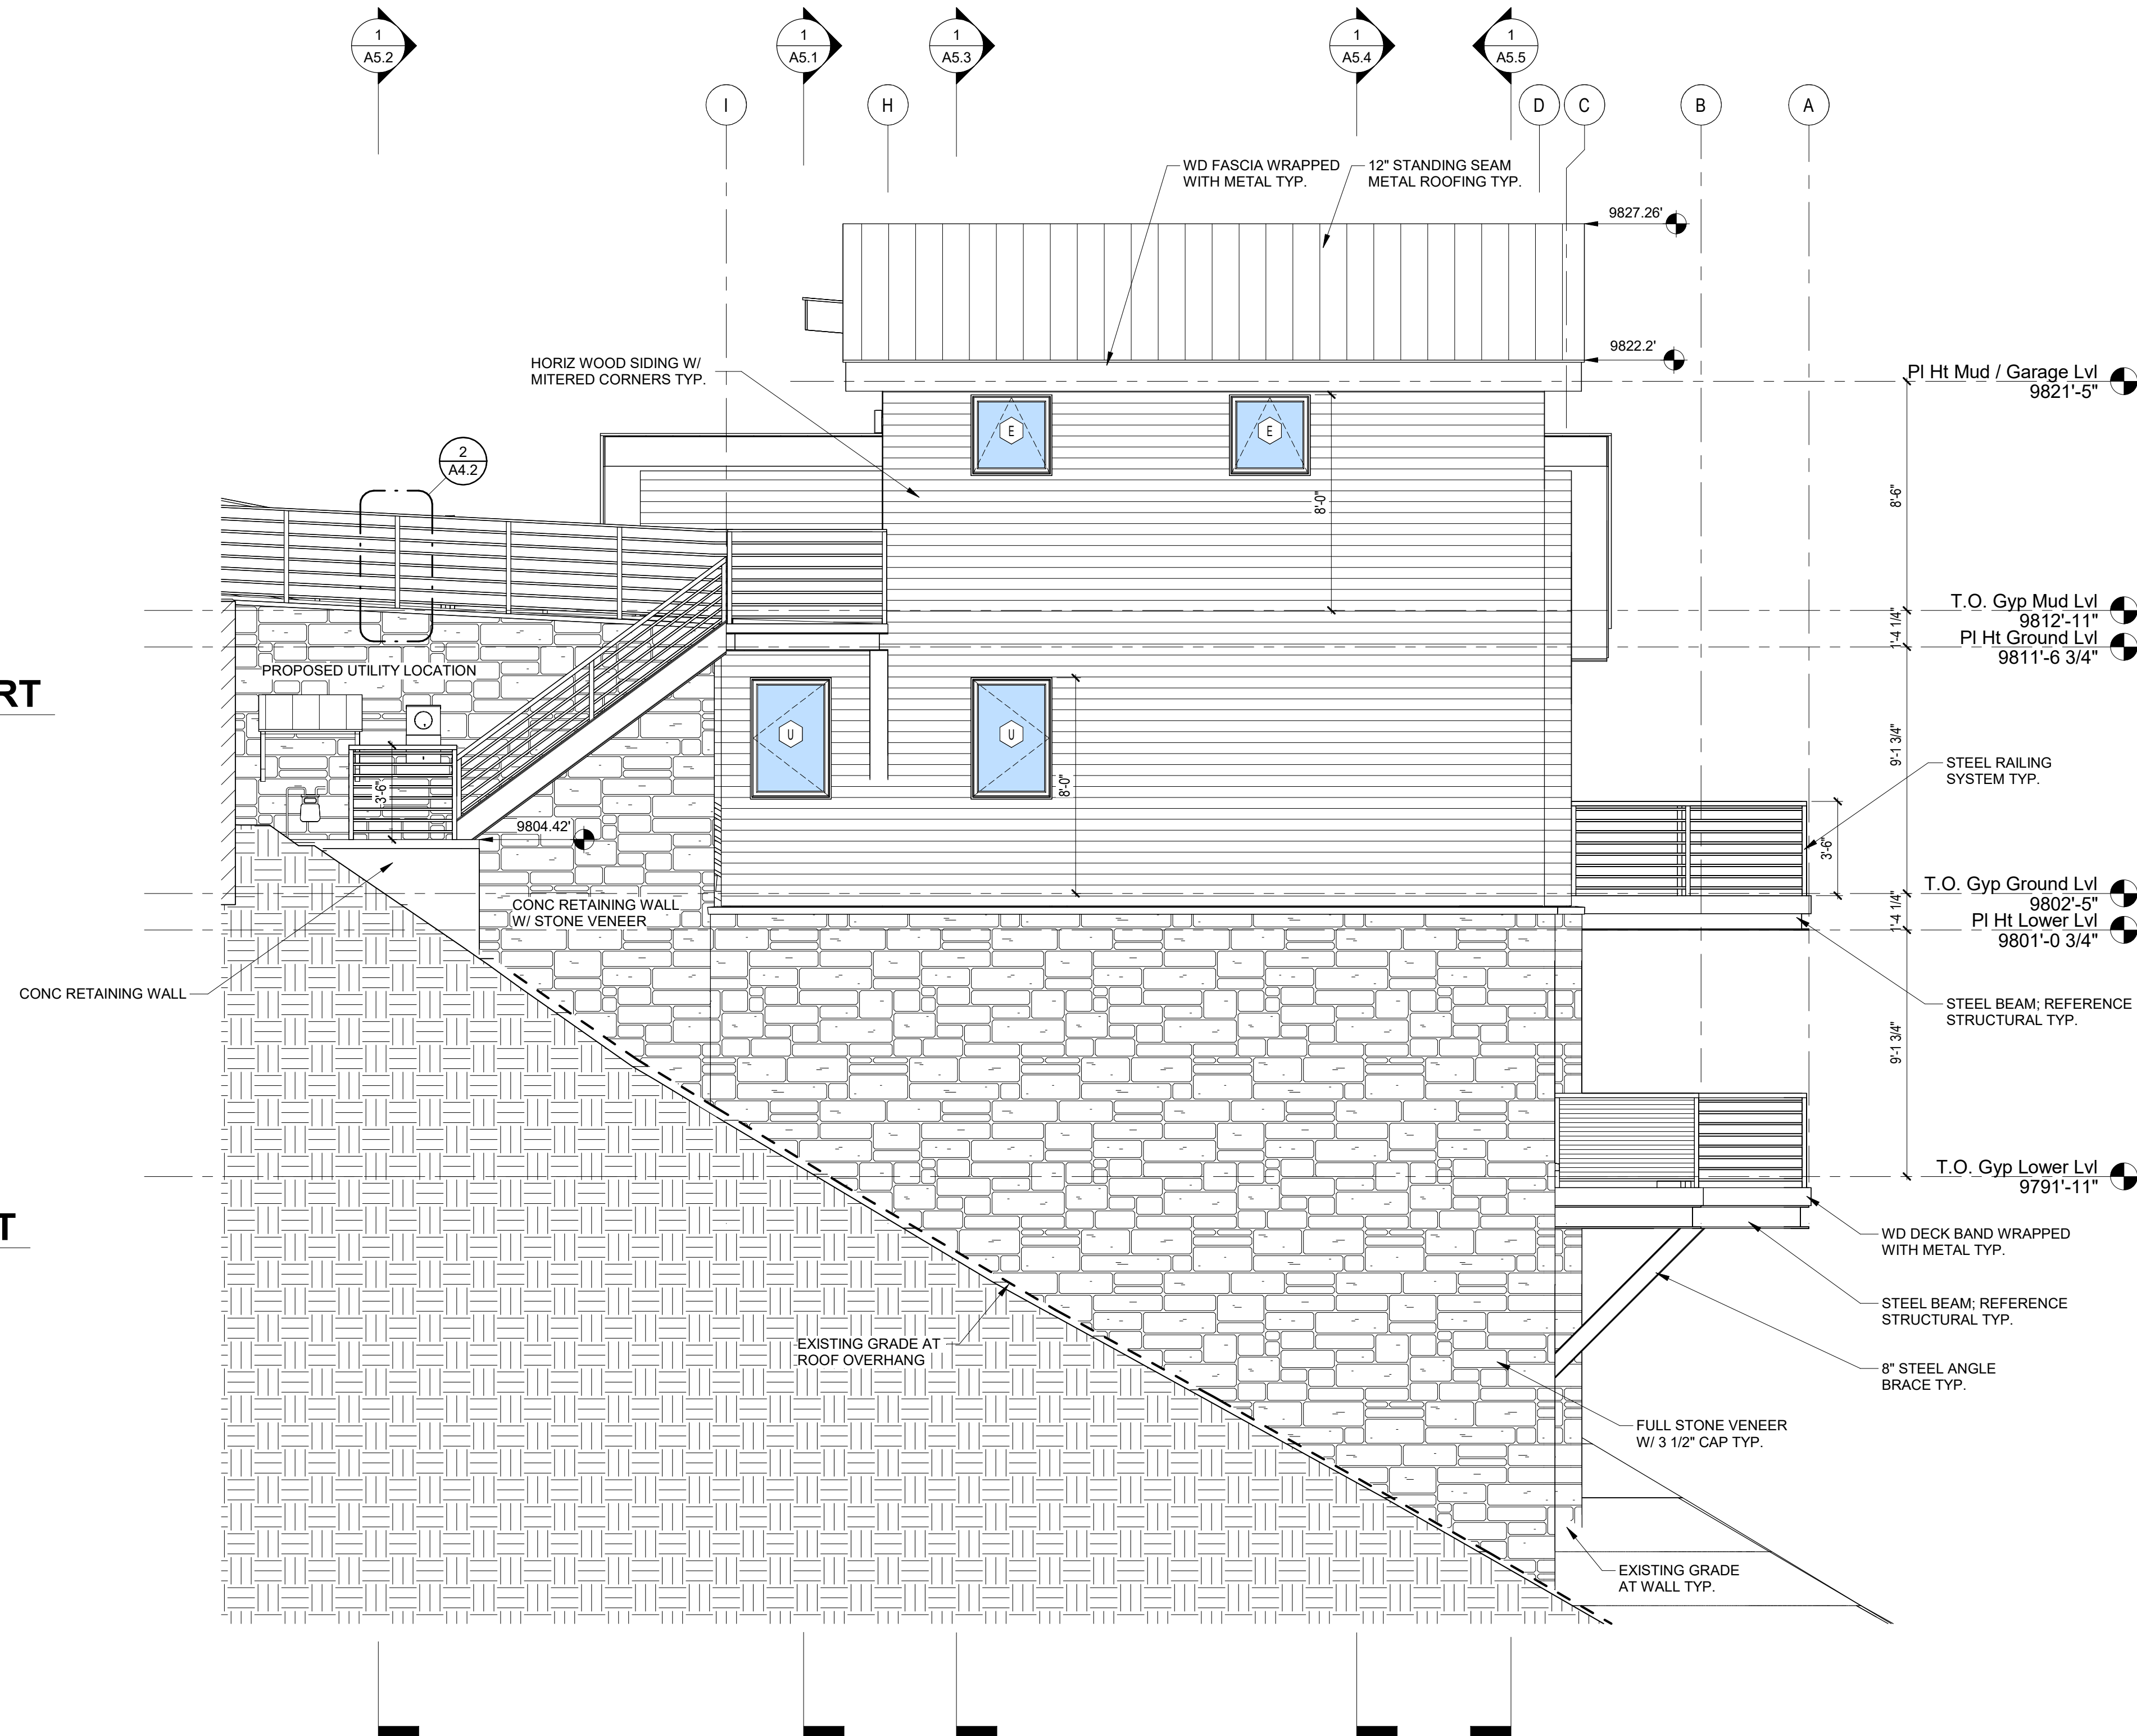 1
A5.2
1
A5.1
1
A5.3
1
A5.4
1
A5.5
I
H
D
C
B
A
WD FASCIA WRAPPED
WITH METAL TYP.
12" STANDING SEAM
METAL ROOFING TYP.
9827.26'
9822.2'
HORIZ WOOD SIDING W/
MITERED CORNERS TYP.
Pl Ht Mud / Garage Lvl
9821'-5"
E
E
2
A4.2
8'-0"
8'-6"
T.O. Gyp Mud Lvl
9812'-11"
1'-4 1/4"
Pl Ht Ground Lvl
9811'-6 3/4"
PROPOSED UTILITY LOCATION
RT
U
U
8'-0"
9'-1 3/4"
STEEL RAILING
SYSTEM TYP.
3'-6"
9804.42'
3'-6"
T.O. Gyp Ground Lvl
9802'-5"
1'-4 1/4"
Pl Ht Lower Lvl
9801'-0 3/4"
CONC RETAINING WALL
W/ STONE VENEER
CONC RETAINING WALL
STEEL BEAM; REFERENCE
STRUCTURAL TYP.
9'-1 3/4"
T.O. Gyp Lower Lvl
9791'-11"
T
WD DECK BAND WRAPPED
WITH METAL TYP.
STEEL BEAM; REFERENCE
STRUCTURAL TYP.
EXISTING GRADE AT
ROOF OVERHANG
8" STEEL ANGLE
BRACE TYP.
FULL STONE VENEER
W/ 3 1/2" CAP TYP.
EXISTING GRADE
AT WALL TYP.